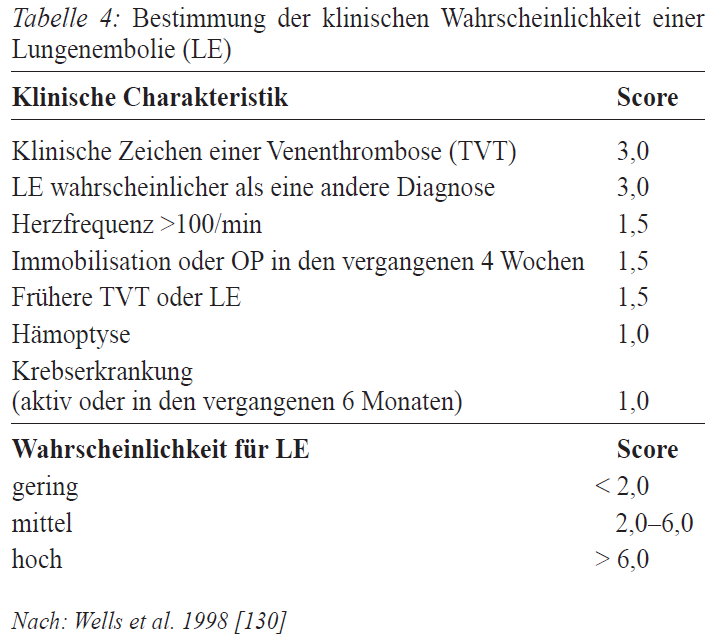 Tabelle 4: Bestimmung der klinischen Wahrscheinlichkeit einer
Lungenembolie (LE)
Klinische Charakteristik Score
Klinische Zeichen einer Venenthrombose (TVT) 3,0
LE wahrscheinlicher als eine andere Diagnose 3,0
Herzfrequenz >100/min 1,5
Immobilisation oder OP in den vergangenen 4 Wochen 1,5
Frühere TVT oder LE 1,5
Hämoptyse 1,0
Krebserkrankung
(aktiv oder in den vergangenen 6 Monaten) 1,0
Wahrscheinlichkeit für LE Score
gering < 2,0
mittel 2,0–6,0
hoch > 6,0
Nach: Wells et al. 1998 [130]